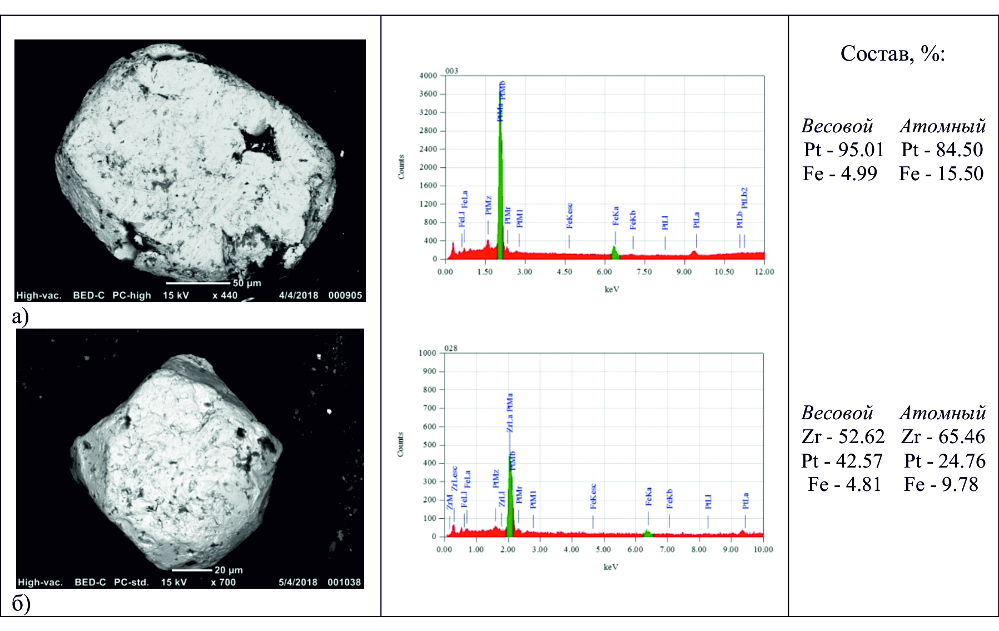 Состав, %:
High-vac. BED-C PC-high 15 kV x 440 50 µm 4/4/2018 000905
а)
003
4000
3600
3200
2800
2400
2000
1600
1200
800
400
0
Counts
FeLl FeLa PtMz PtMa PtMb PtMr PtM1 FeKesc FeKa FeKb PtLl PtLa PtLb PtLb2
0.00 1.50 3.00 4.50 6.00 7.50 9.00 10.50 12.00
keV
Весовой Атомный
Pt - 95.01 Pt - 84.50
Fe - 4.99 Fe - 15.50
High-vac. BED-C PC-std. 15 kV x 700 20 µm 5/4/2018 001038
б)
028
1000
900
800
700
600
500
400
300
200
100
0
Counts
ZrM ZrLesc FeLl FeLa PtMz ZrLl ZrLa PtMa PtMb PtMr PtM1 FeKesc FeKa FeKb PtLl PtLa
0.00 1.00 2.00 3.00 4.00 5.00 6.00 7.00 8.00 9.00 10.00
keV
Весовой Атомный
Zr - 52.62 Zr - 65.46
Pt - 42.57 Pt - 24.76
Fe - 4.81 Fe - 9.78